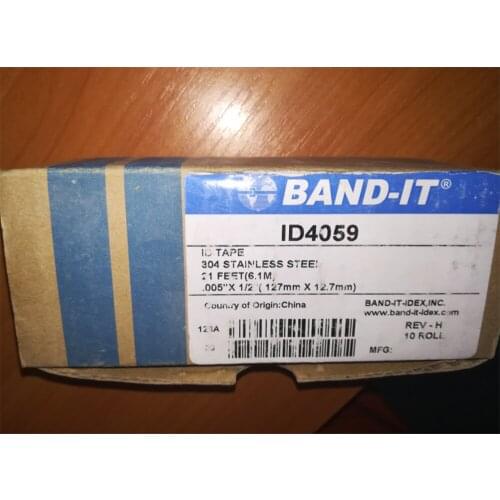 BAND-IT®
ID4059
ID TAPE
304 STAINLESS STEEL
21 FEET(6.1M)
.005"X 1/2"( 127mm X 12.7mm)
Country of Origin:China
BAND-IT-IDEX,INC.
www.band-it-idex.com
123A
REV - H
10 ROLL
MFG: